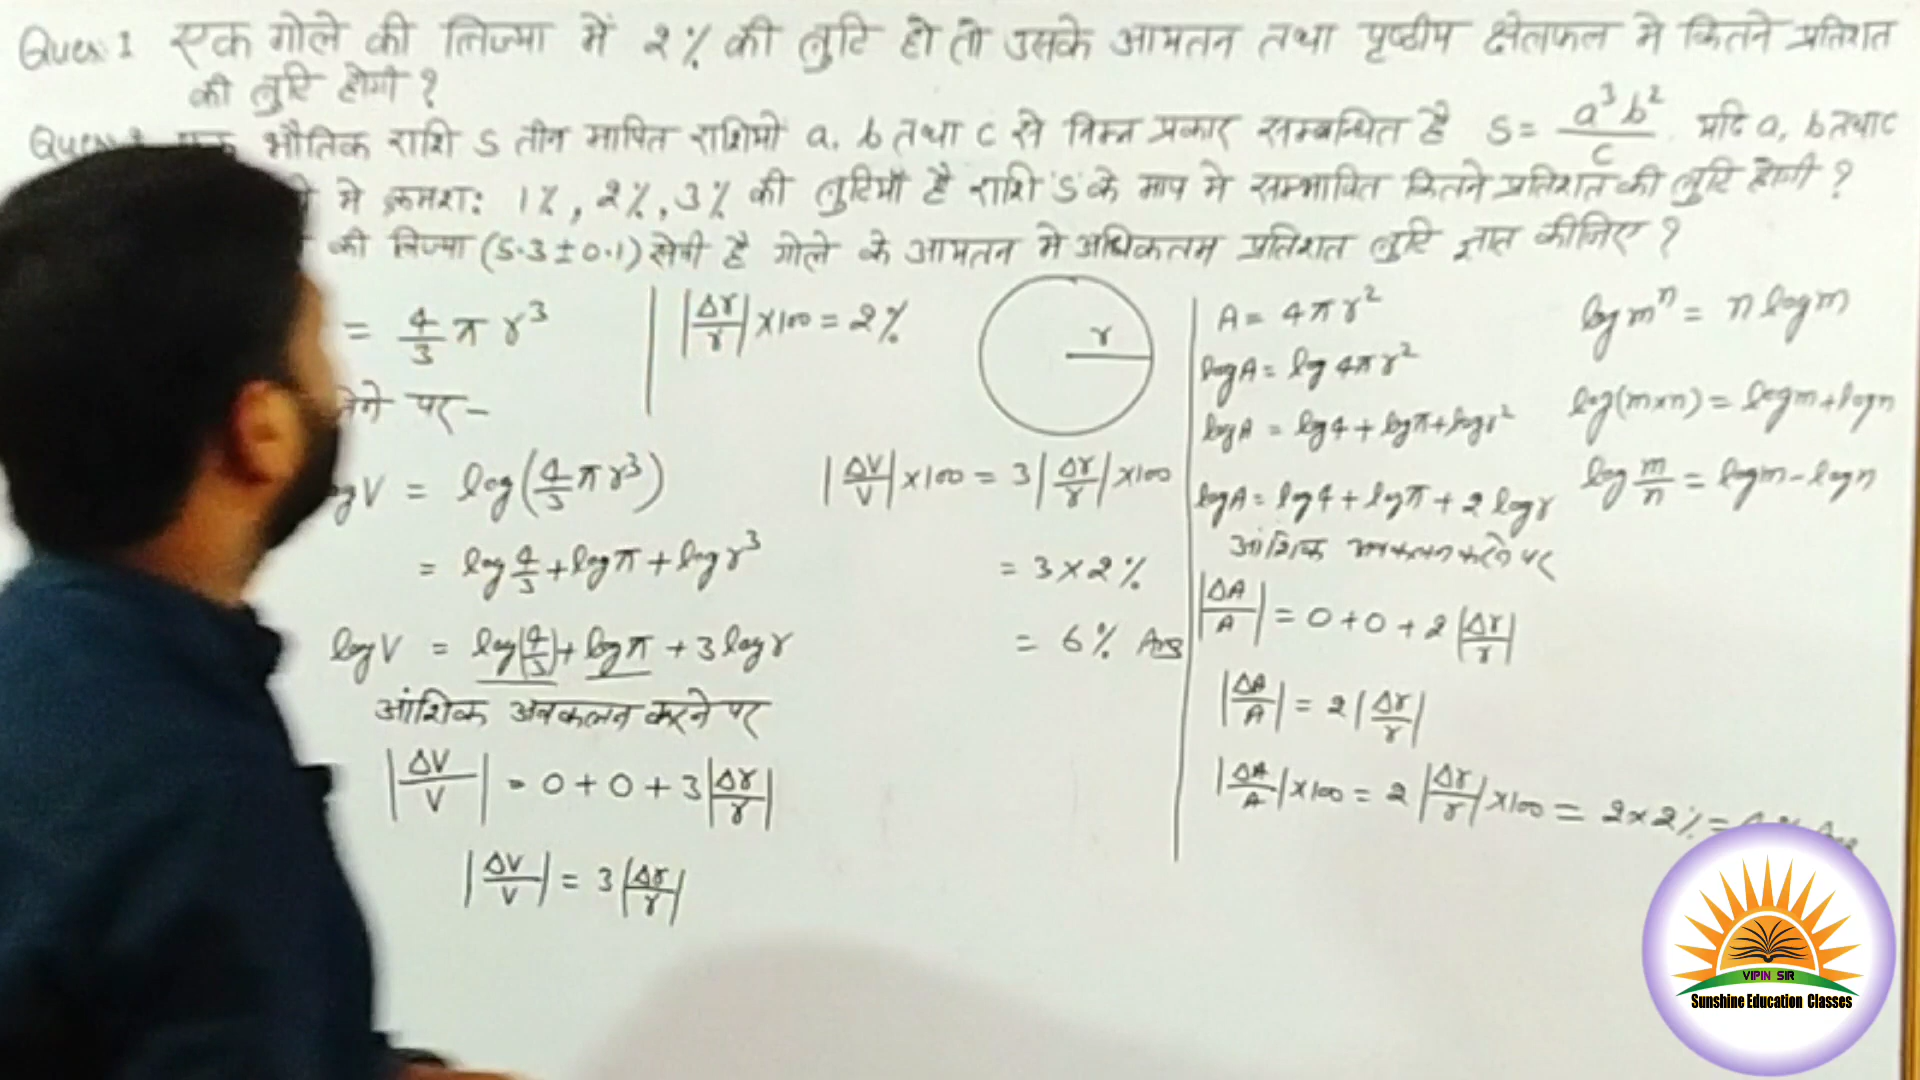 Ques 1 एक गोले की त्रिज्या में 2% की त्रुटि हो तो उसके आयतन तथा पृष्ठीय क्षेत्रफल मे कितने प्रतिशत
की त्रुटि होगी ?
भौतिक राशि S तीन मापित राशियो a, b तथा c से निम्न प्रकार सम्बन्धित है S = a³b²/c यदि a, b तथा c
मे क्रमशः 1%, 2%, 3% की त्रुटियाँ है राशि 'S' के माप मे सम्भावित कितने प्रतिशत की त्रुटि होगी ?
की त्रिज्या (5.3 ± 0.1) सेमी है गोले के आयतन मे अधिकतम प्रतिशत त्रुटि ज्ञात कीजिए ?
= 4/3 π r³
पर -
V = log(4/3 π r³)
= log 4/3 + log π + log r³
log V = log(4/3) + log π + 3 log r
आंशिक अवकलन करने पर
|ΔV/V| = 0 + 0 + 3|Δr/r|
|ΔV/V| = 3|Δr/r|
|Δr/r| × 100 = 2%
r
|ΔV/V| × 100 = 3|Δr/r| × 100
= 3 × 2%
= 6% Ans
A = 4πr²
log A = log 4πr²
log A = log 4 + log π + log r²
log A = log 4 + log π + 2 log r
आंशिक अवकलन करने पर
|ΔA/A| = 0 + 0 + 2|Δr/r|
|ΔA/A| = 2|Δr/r|
|ΔA/A| × 100 = 2|Δr/r| × 100 = 2 × 2% =
log mⁿ = n log m
log(m×n) = log m + log n
log m/n = log m - log n
VIPIN SIR
Sunshine Education Classes